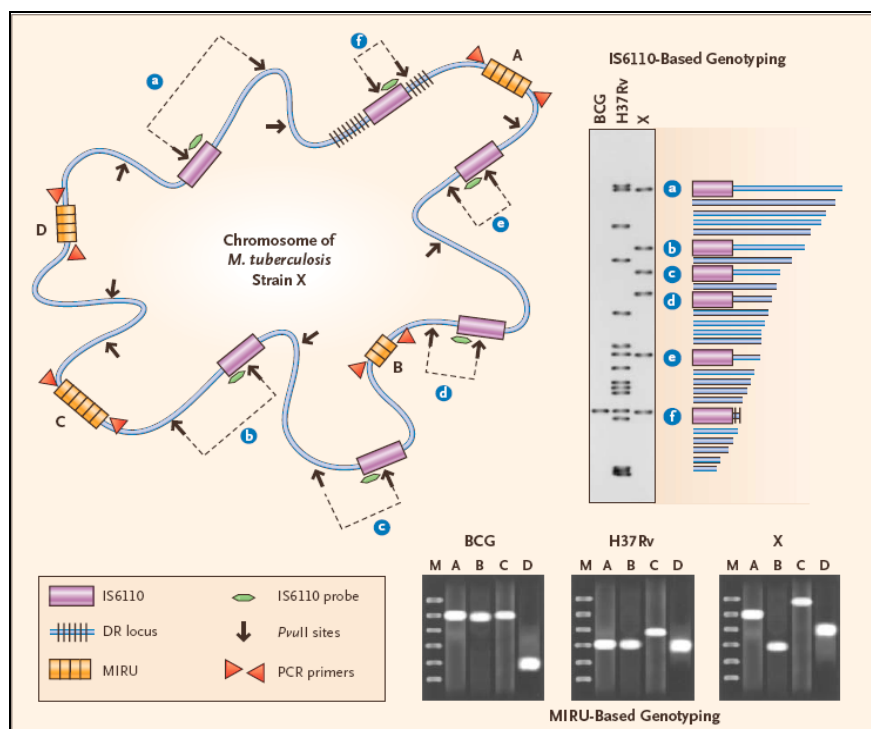 f
A
IS6110-Based Genotyping
a
BCG
H37Rv
X
a
D
e
b
Chromosome of
M. tuberculosis
Strain X
c
d
B
e
d
C
f
b
c
BCG
H37Rv
X
M A B C D
M A B C D
M A B C D
IS6110
IS6110 probe
DR locus
PvuII sites
MIRU
PCR primers
MIRU-Based Genotyping